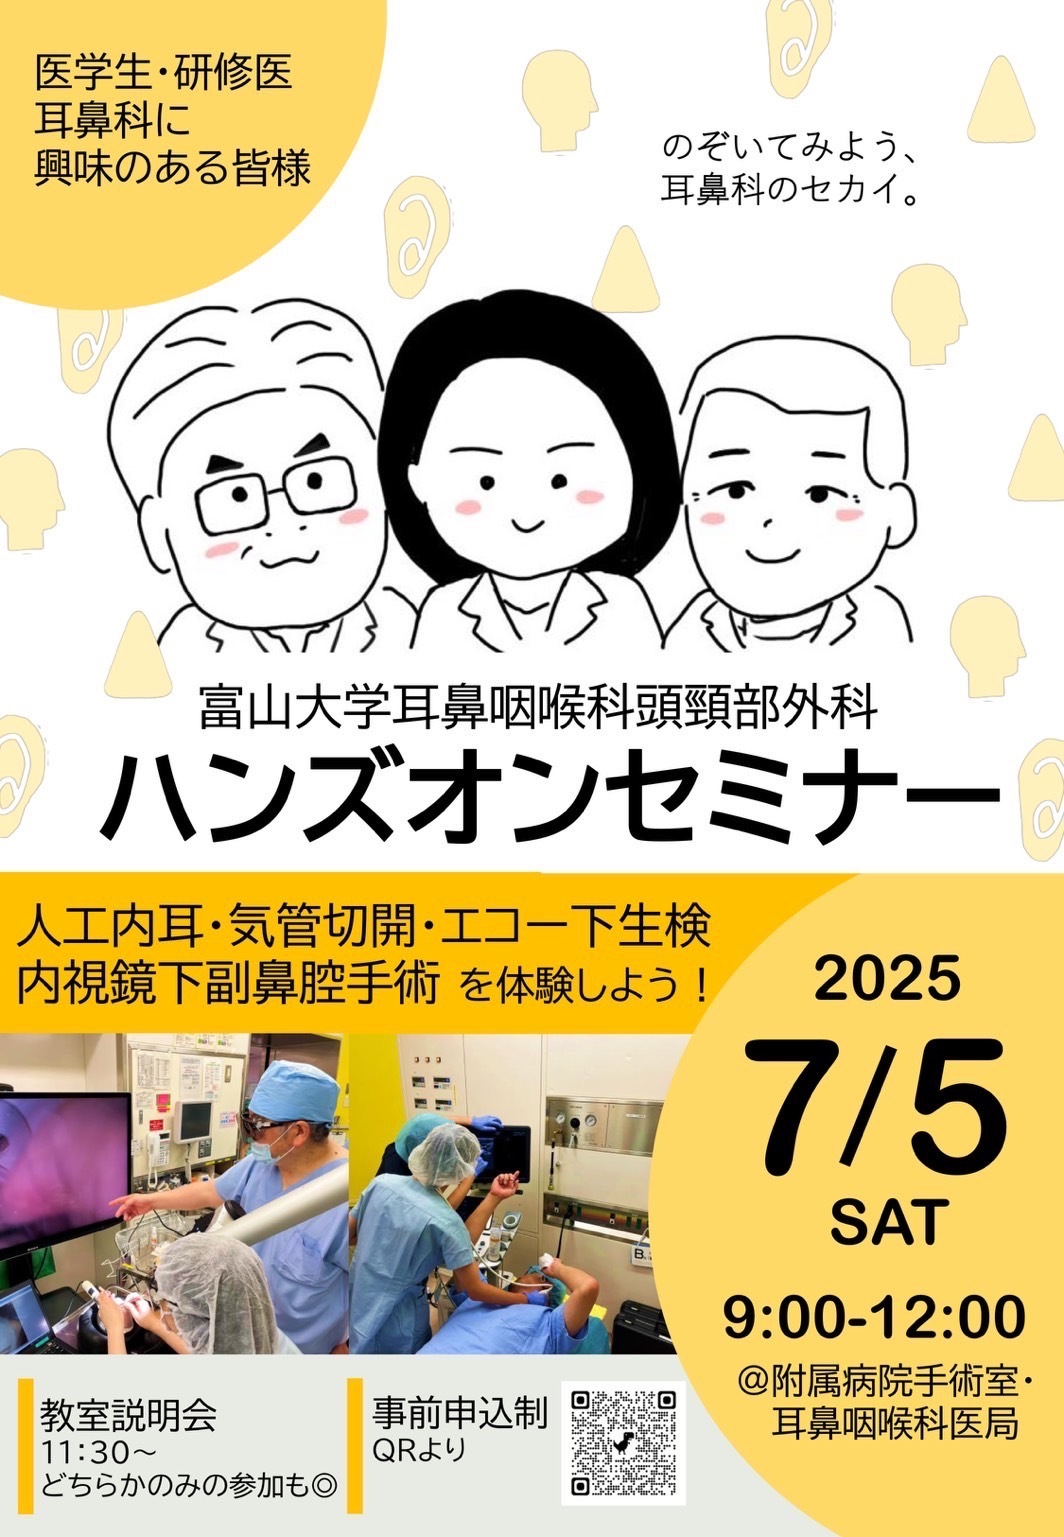 医学生・研修医
耳鼻科に
興味のある皆様
のぞいてみよう、
耳鼻科のセカイ。
富山大学耳鼻咽喉科頭頸部外科
ハンズオンセミナー
人工内耳・気管切開・エコー下生検
内視鏡下副鼻腔手術 を体験しよう！
2025
7/5
SAT
9:00-12:00
@附属病院手術室・
耳鼻咽喉科医局
教室説明会
11:30～
どちらかのみの参加も◎
事前申込制
QRより